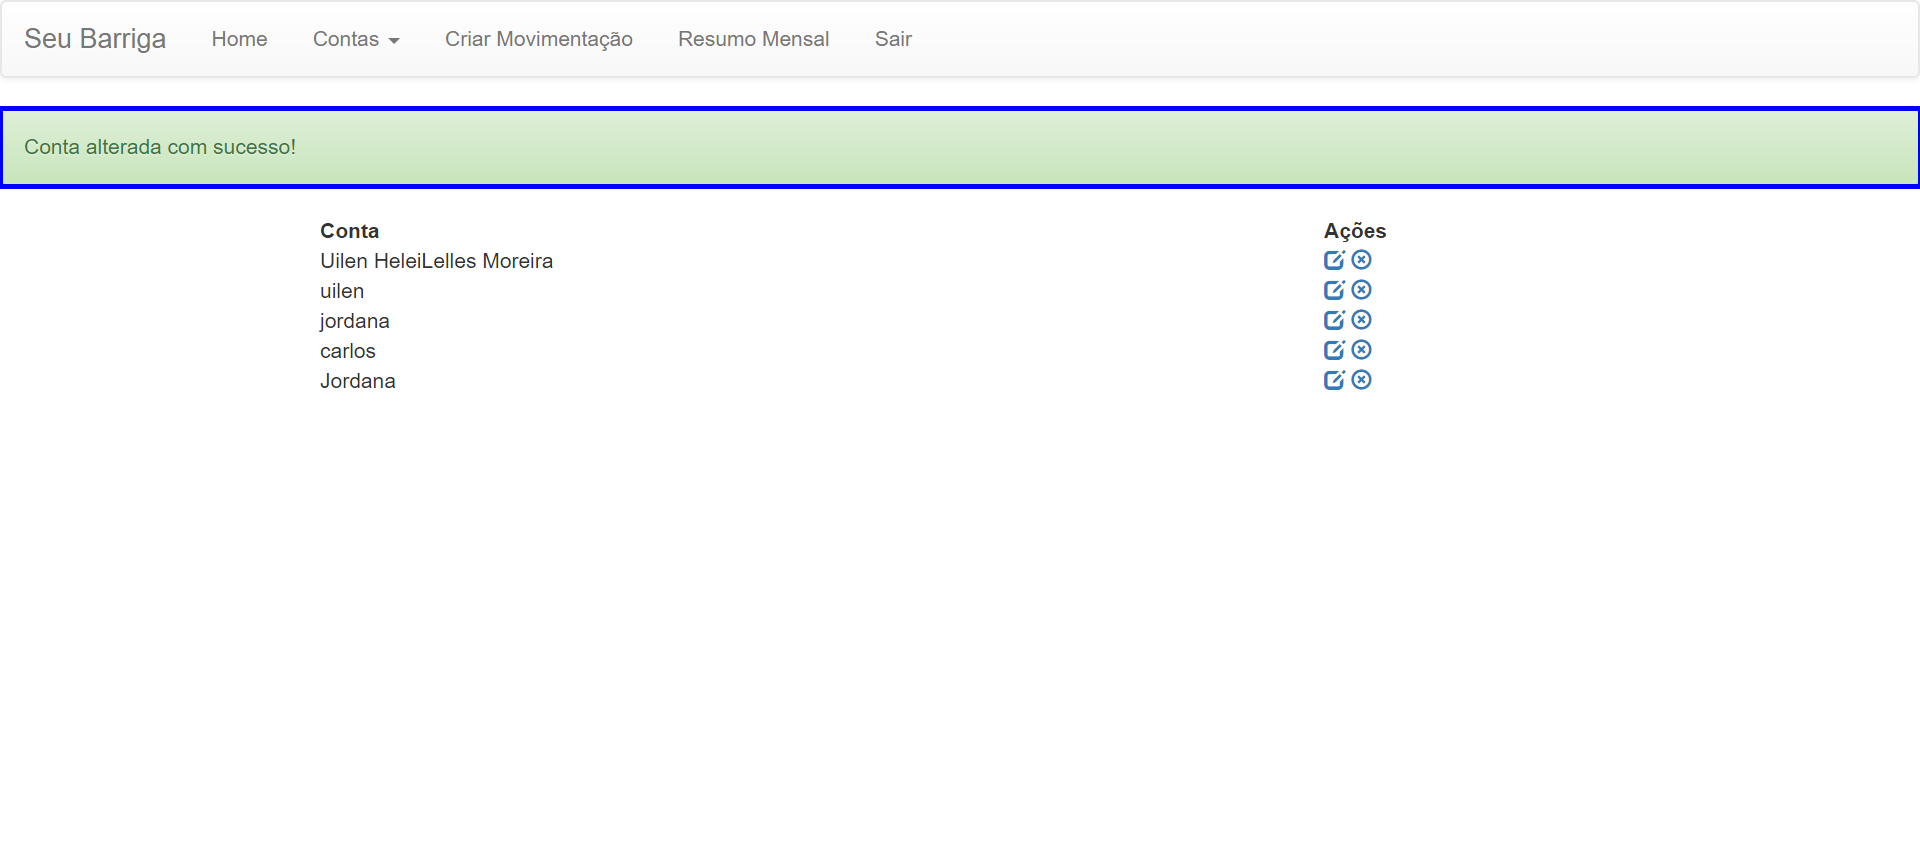 Seu Barriga Home Contas Criar Movimentação Resumo Mensal Sair
Conta alterada com sucesso!
Conta Ações
Uilen HeleiLelles Moreira
uilen
jordana
carlos
Jordana